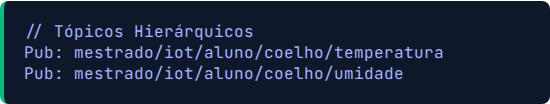 // Tópicos Hierárquicos
Pub: mestrado/iot/aluno/coelho/temperatura
Pub: mestrado/iot/aluno/coelho/umidade